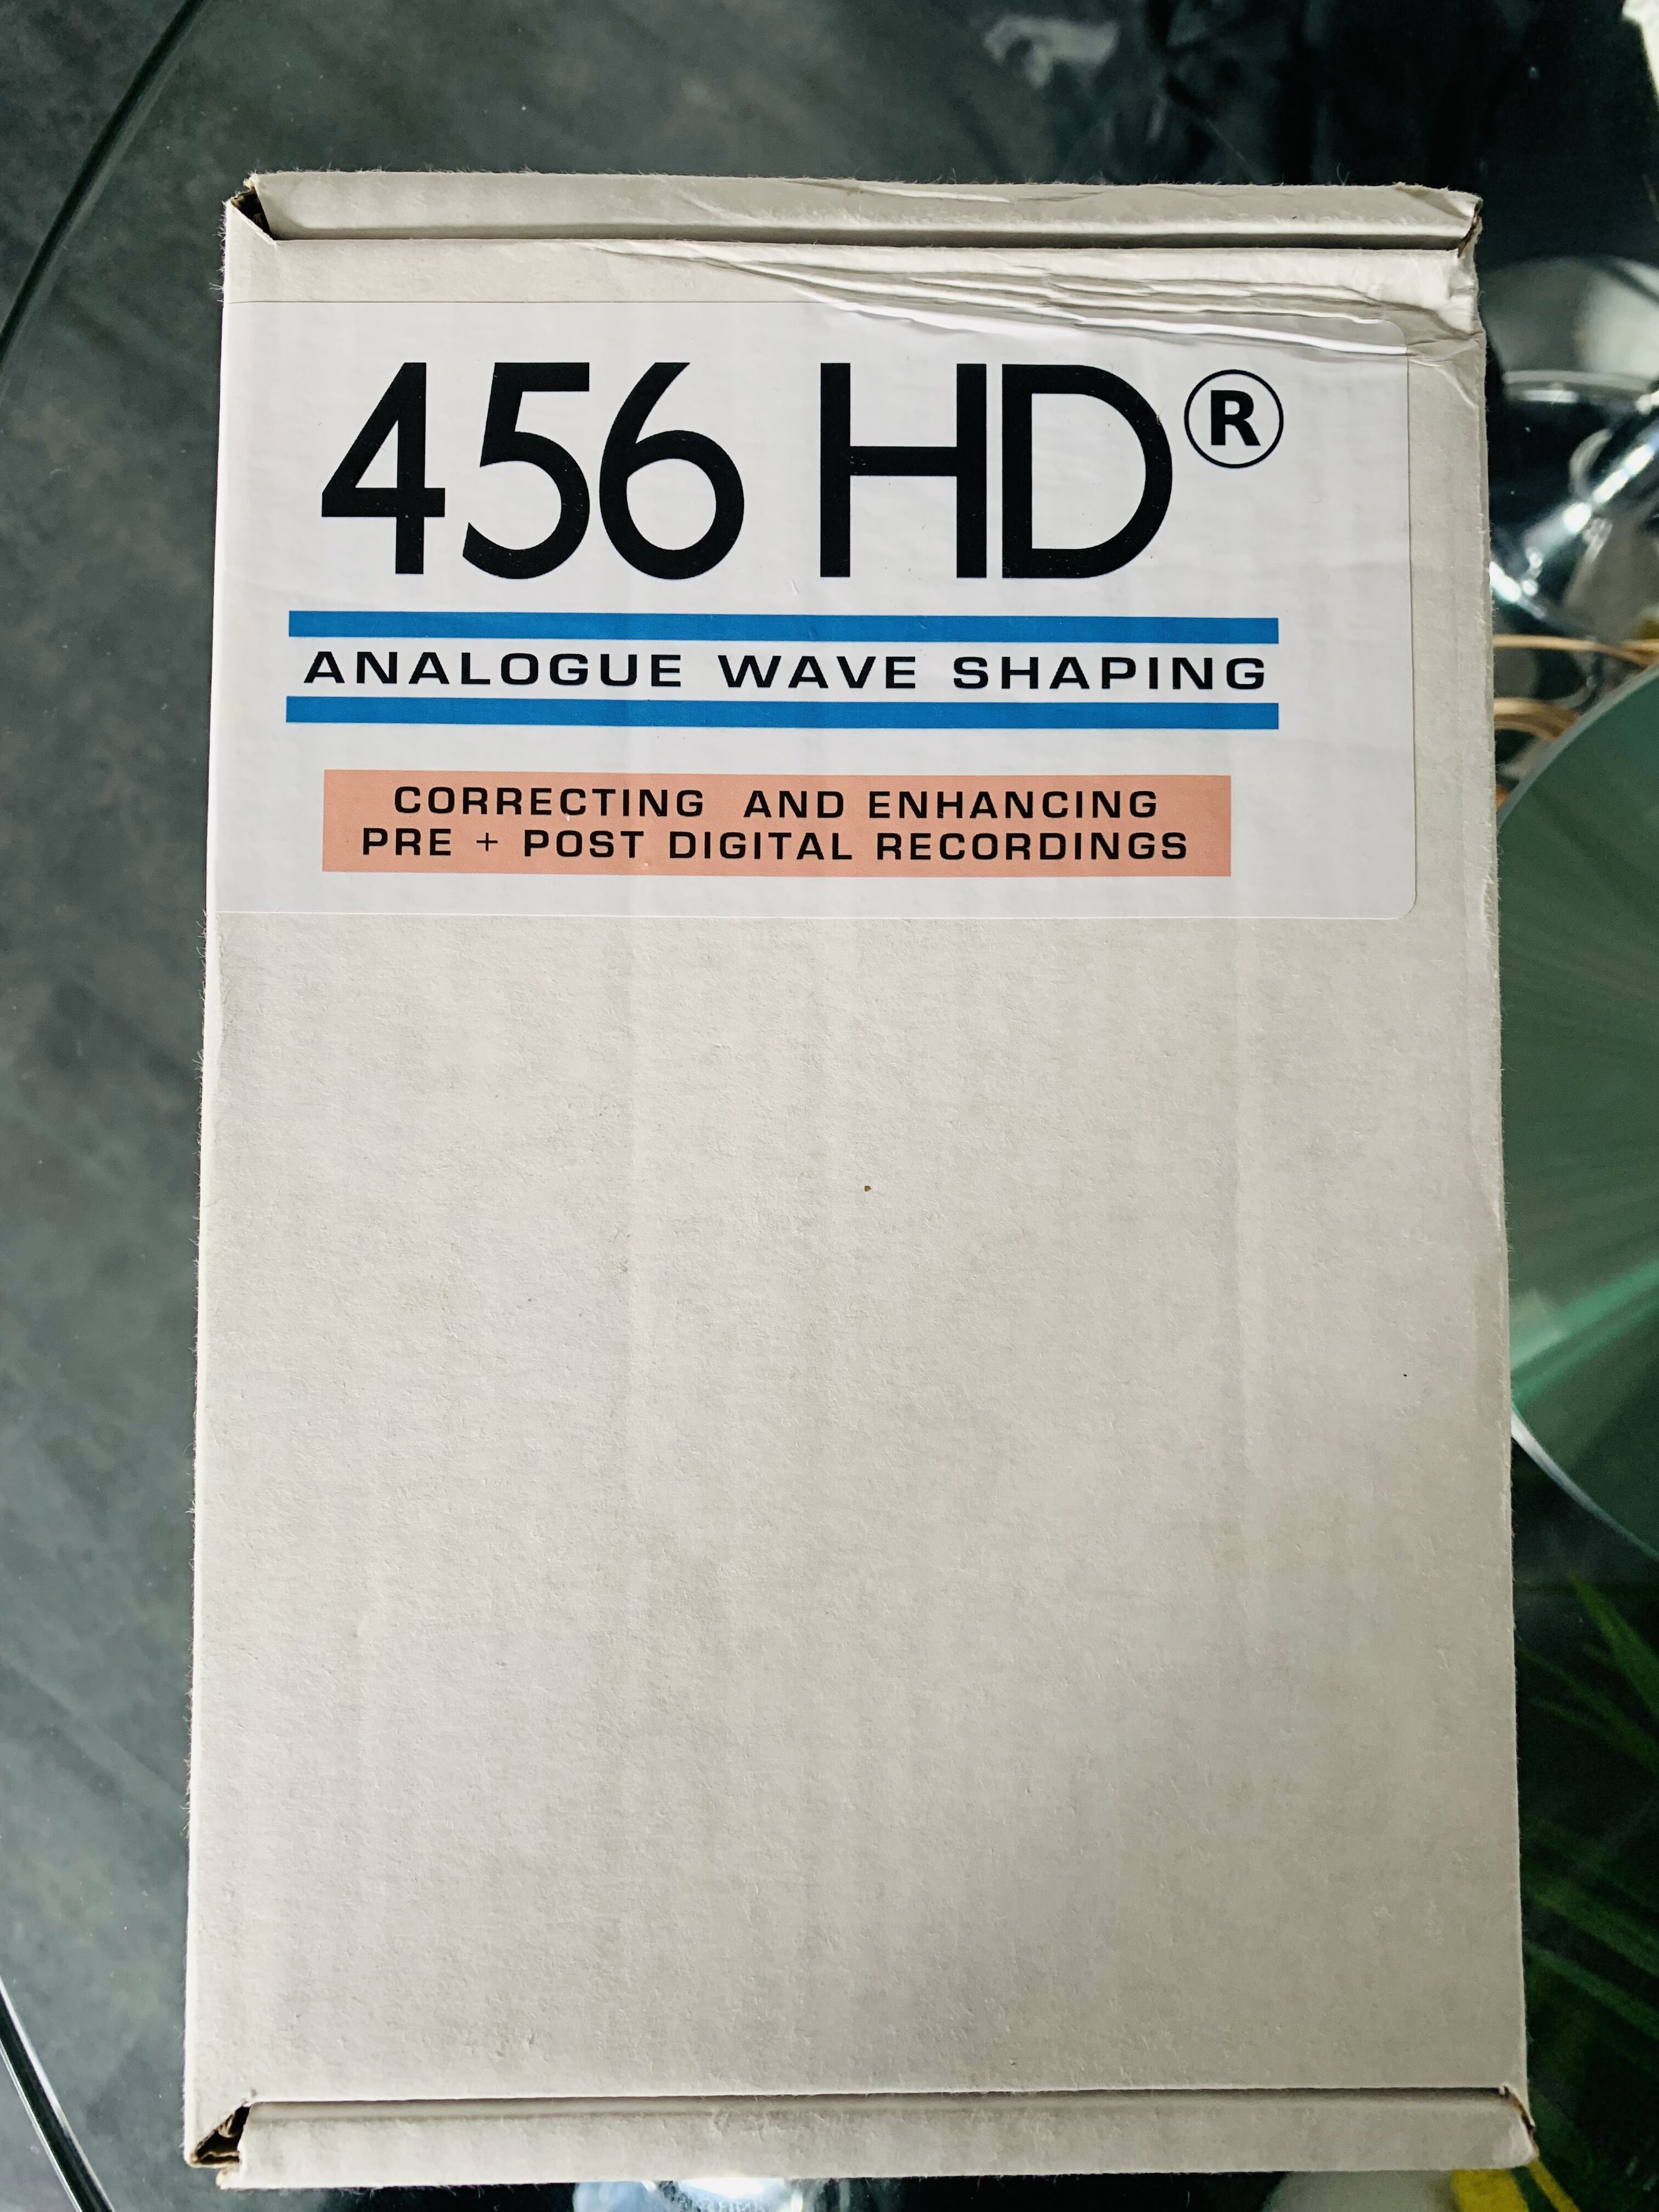 456 HD®
ANALOGUE WAVE SHAPING
CORRECTING AND ENHANCING
PRE + POST DIGITAL RECORDINGS